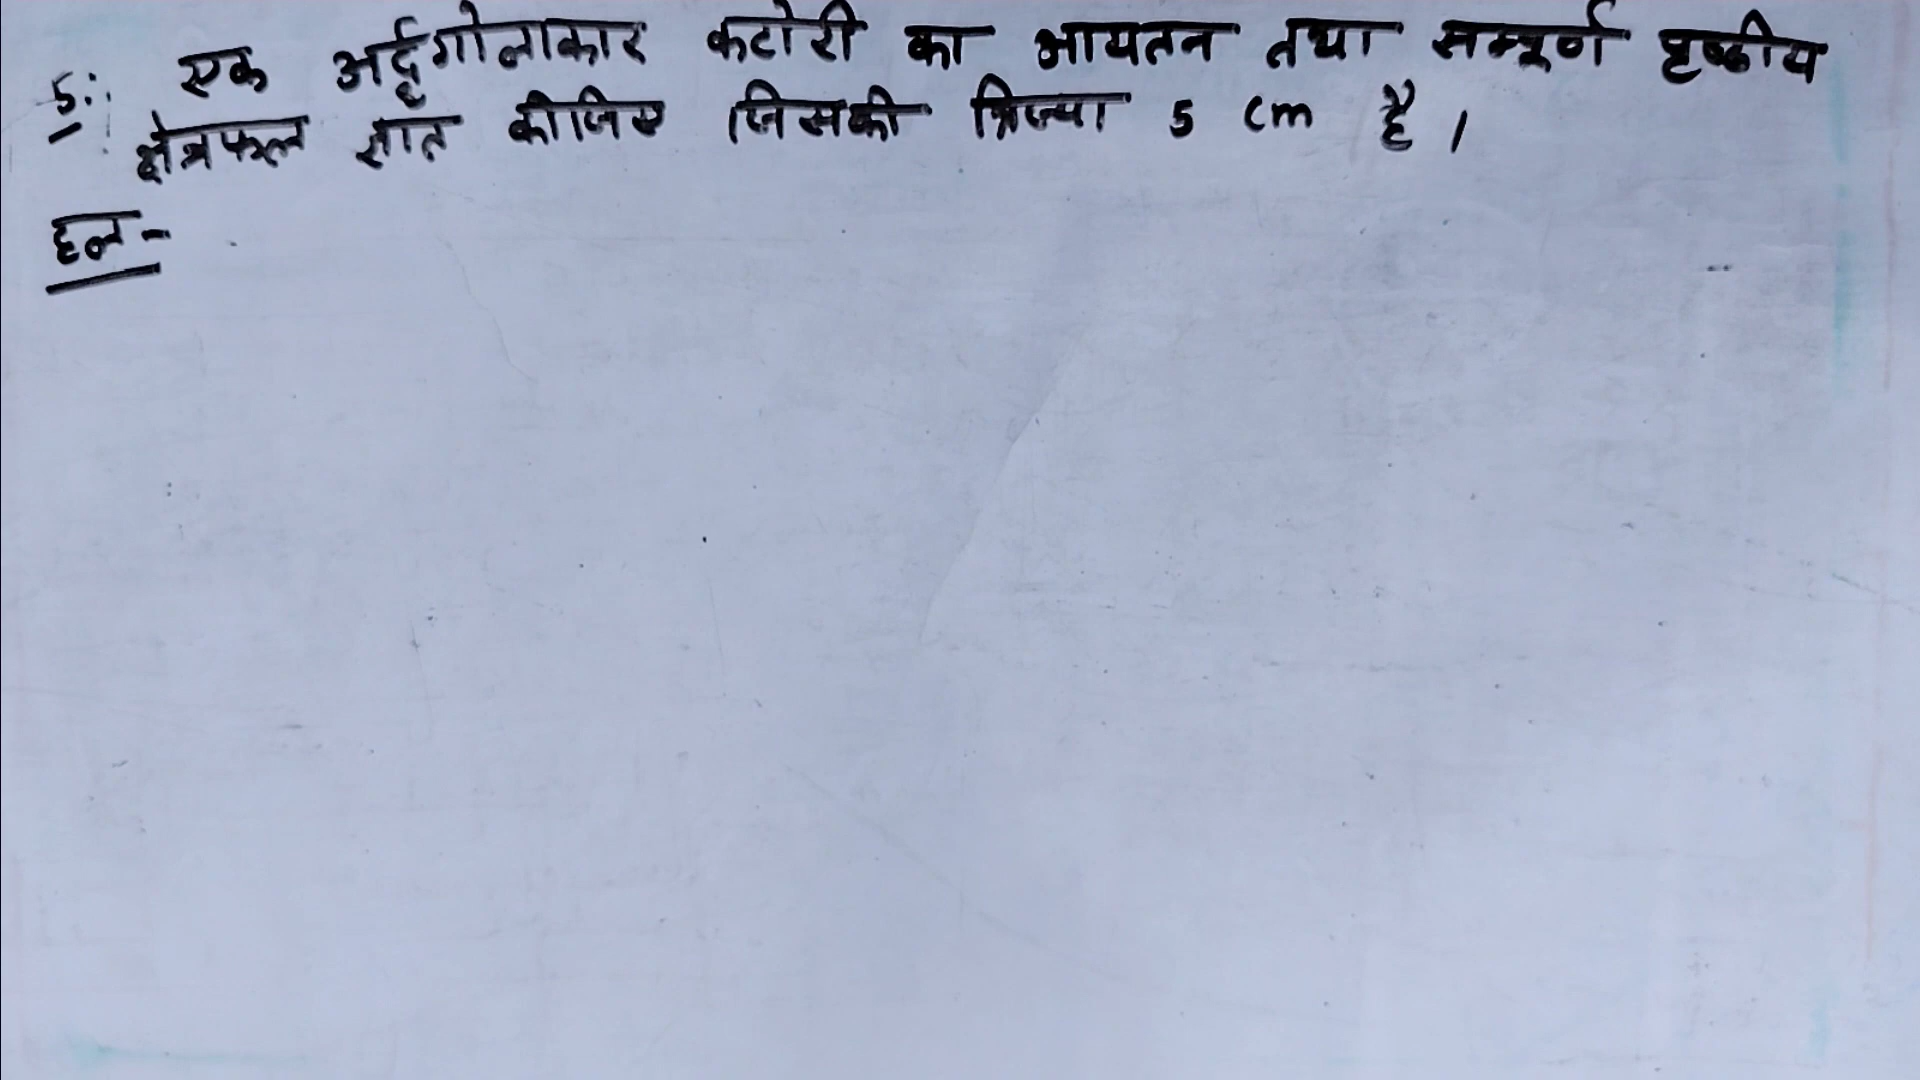 5:. एक अर्द्धगोलाकार कटोरी का आयतन तथा सम्पूर्ण पृष्ठीय
क्षेत्रफल ज्ञात कीजिए जिसकी त्रिज्या 5 cm है ।
हल -